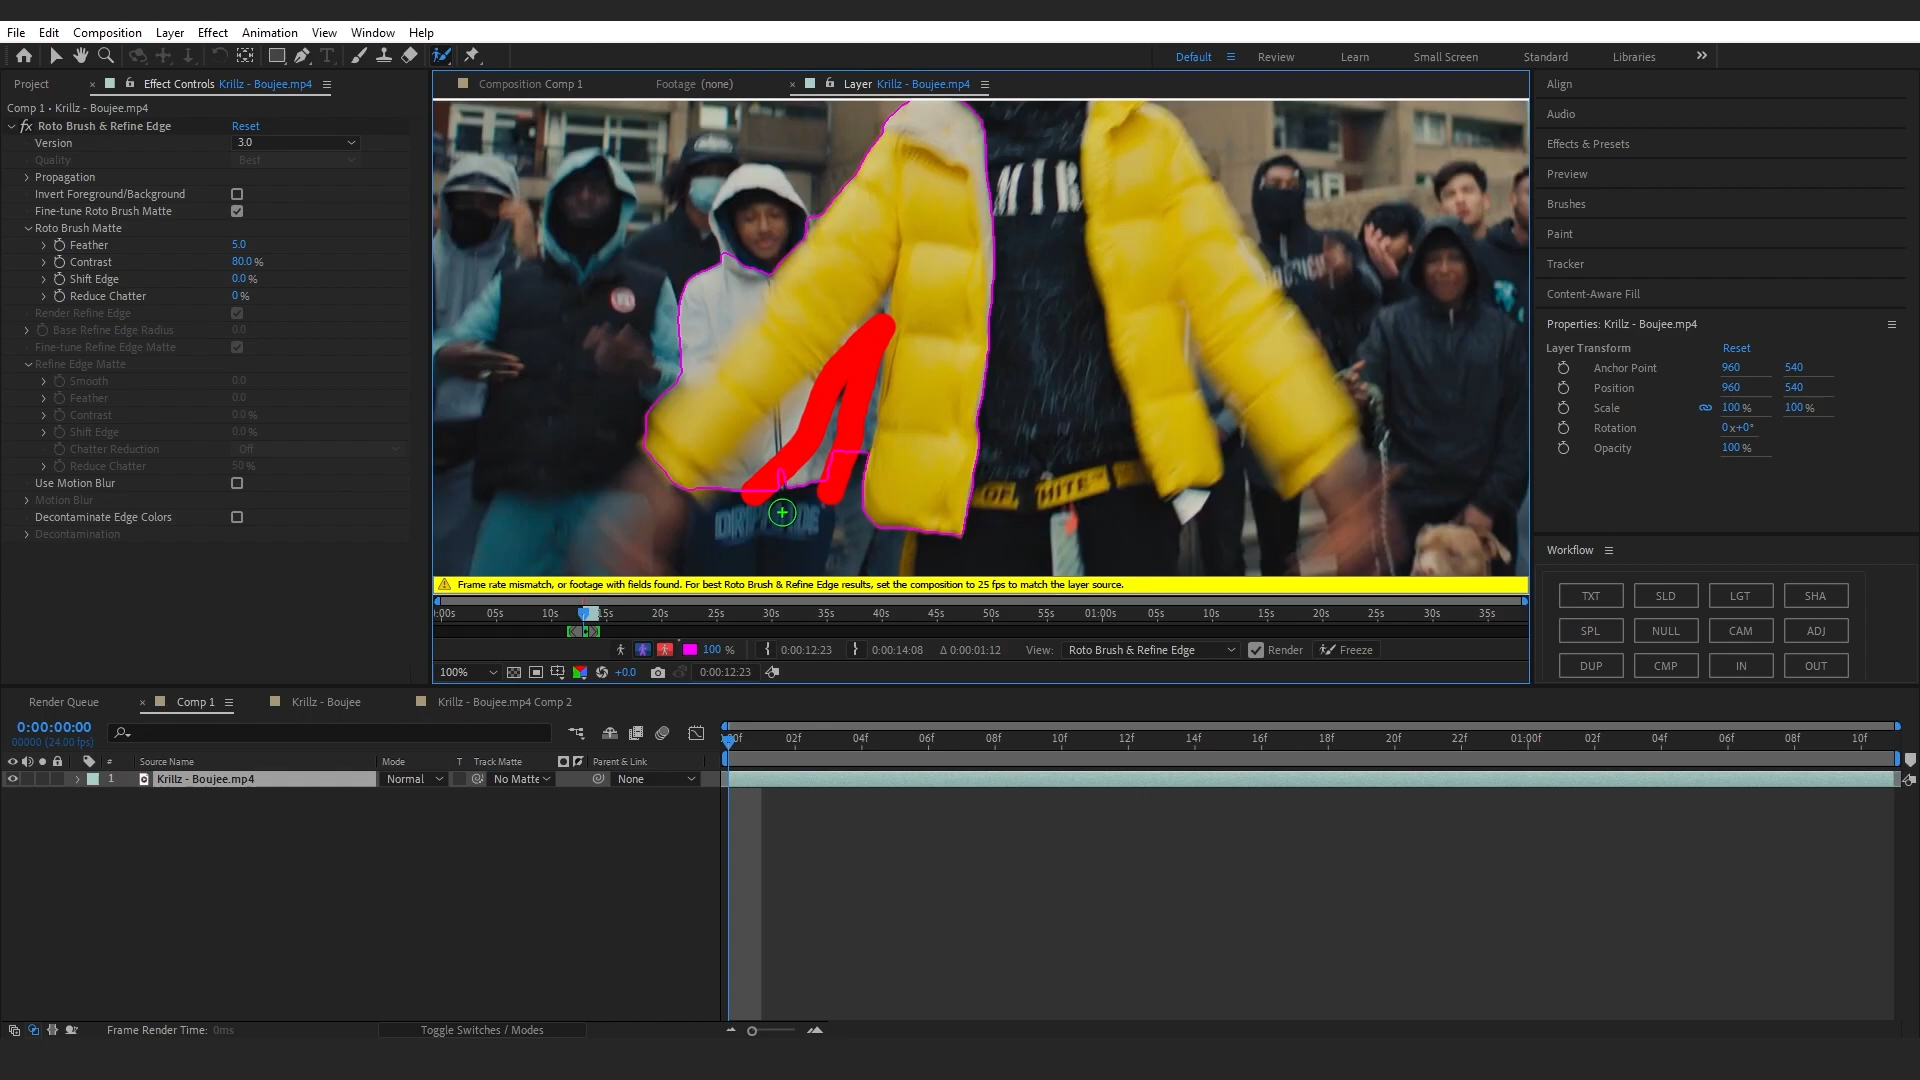 File Edit Composition Layer Effect Animation View Window Help
Default Review Learn Small Screen Standard Libraries
Project Effect Controls Krillz - Boujee.mp4
Composition Comp 1 Footage (none) Layer Krillz - Boujee.mp4
Comp 1 • Krillz - Boujee.mp4
fx Roto Brush & Refine Edge Reset
Version 3.0
Quality Best
Propagation
Invert Foreground/Background
Fine-tune Roto Brush Matte
Roto Brush Matte
Feather 5.0
Contrast 80.0 %
Shift Edge 0.0 %
Reduce Chatter 0 %
Render Refine Edge
Base Refine Edge Radius 0.0
Fine-tune Refine Edge Matte
Refine Edge Matte
Smooth 0.0
Feather 0.0
Contrast 0.0 %
Shift Edge 0.0 %
Chatter Reduction Off
Reduce Chatter 50 %
Use Motion Blur
Motion Blur
Decontaminate Edge Colors
Decontamination
WHITE
Frame rate mismatch, or footage with fields found. For best Roto Brush & Refine Edge results, set the composition to 25 fps to match the layer source.
:00s 05s 10s 15s 20s 25s 30s 35s 40s 45s 50s 55s 01:00s 05s 10s 15s 20s 25s 30s 35s
100 % 0:00:12:23 0:00:14:08 Δ 0:00:01:12 View: Roto Brush & Refine Edge Render Freeze
100% +0.0 0:00:12:23
Align
Audio
Effects & Presets
Preview
Brushes
Paint
Tracker
Content-Aware Fill
Properties: Krillz - Boujee.mp4
Layer Transform Reset
Anchor Point 960 540
Position 960 540
Scale 100 % 100 %
Rotation 0x+0°
Opacity 100 %
Workflow
TXT SLD LGT SHA
SPL NULL CAM ADJ
DUP CMP IN OUT
Render Queue Comp 1 Krillz - Boujee Krillz - Boujee.mp4 Comp 2
0:00:00:00
00000 (24.00 fps)
:00f 02f 04f 06f 08f 10f 12f 14f 16f 18f 20f 22f 01:00f 02f 04f 06f 08f 10f
# Source Name Mode T Track Matte Parent & Link
1 Krillz - Boujee.mp4 Normal No Matte None
Frame Render Time: 0ms Toggle Switches / Modes